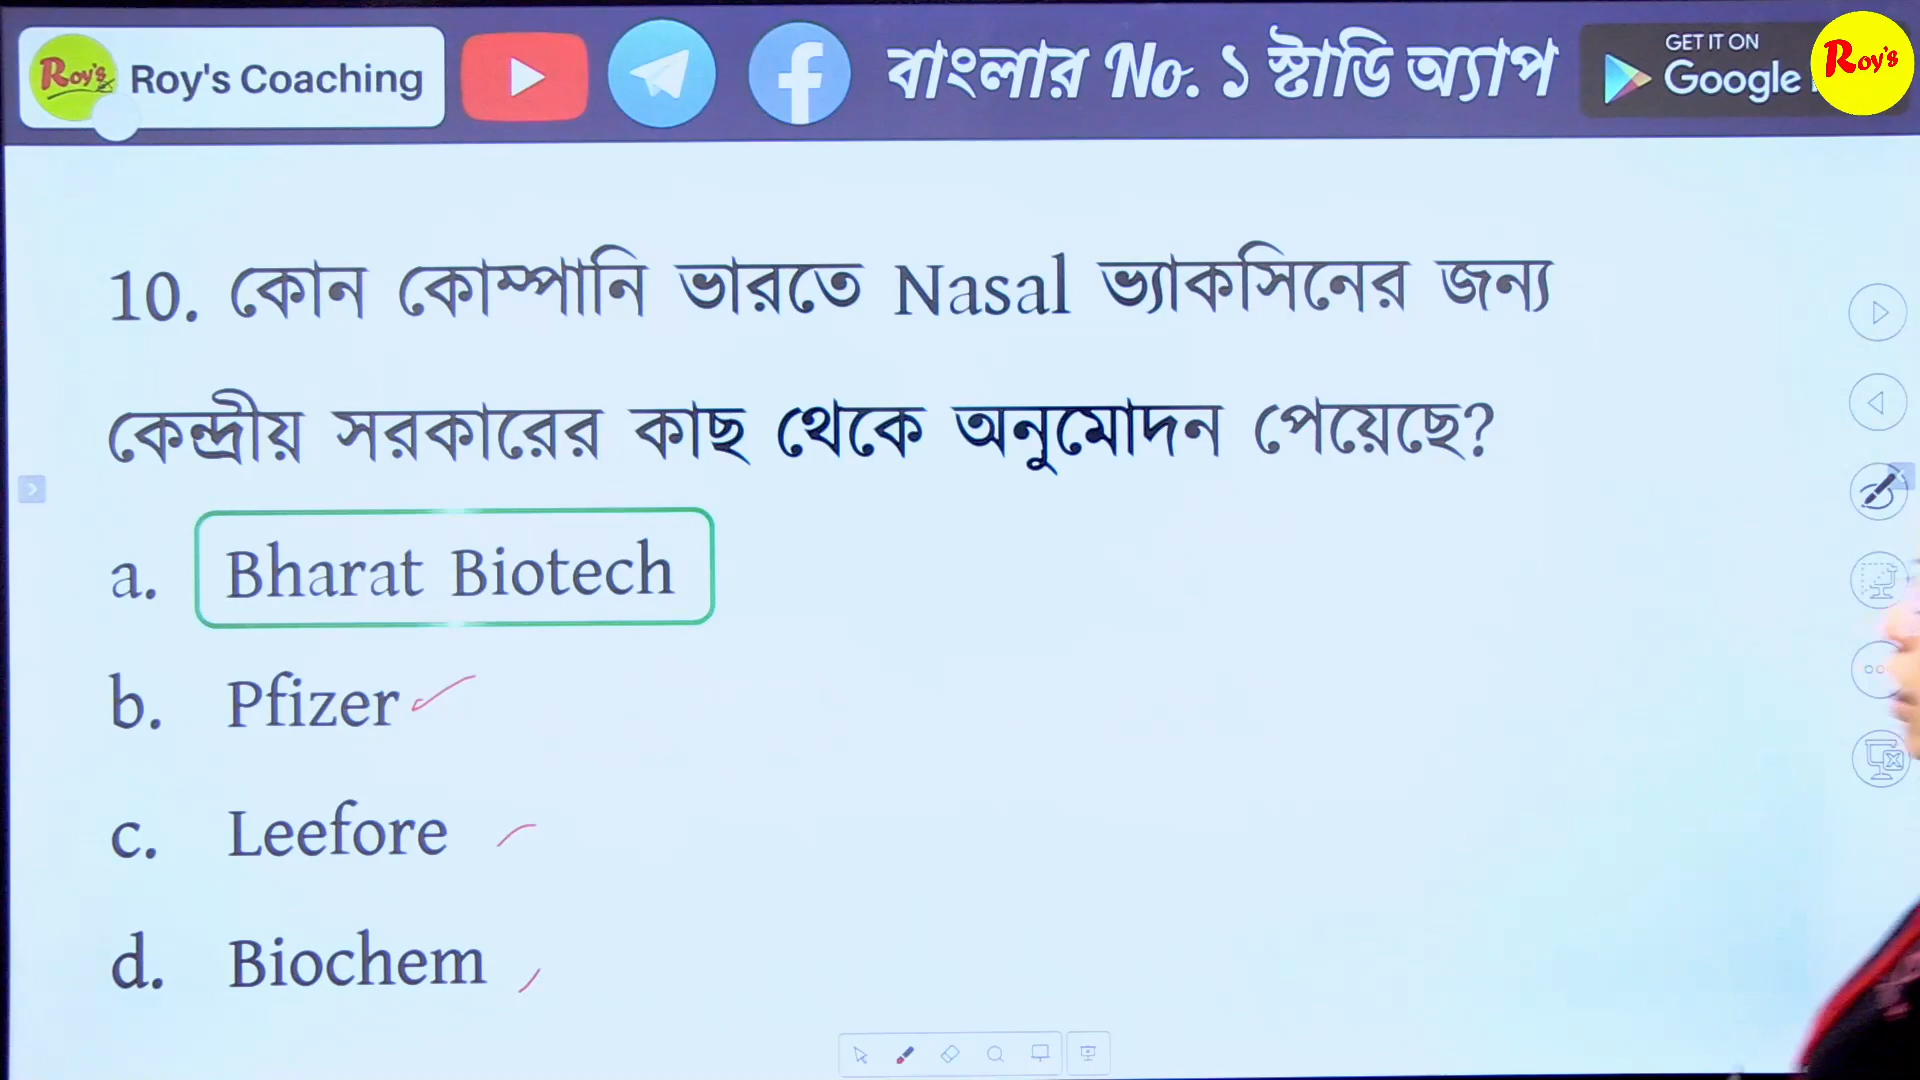 Roy's Roy's Coaching
বাংলার No. ১ স্টাডি অ্যাপ
GET IT ON
Google
Roy's
10. কোন কোম্পানি ভারতে Nasal ভ্যাকসিনের জন্য
কেন্দ্রীয় সরকারের কাছ থেকে অনুমোদন পেয়েছে?
a. Bharat Biotech
b. Pfizer
c. Leefore
d. Biochem